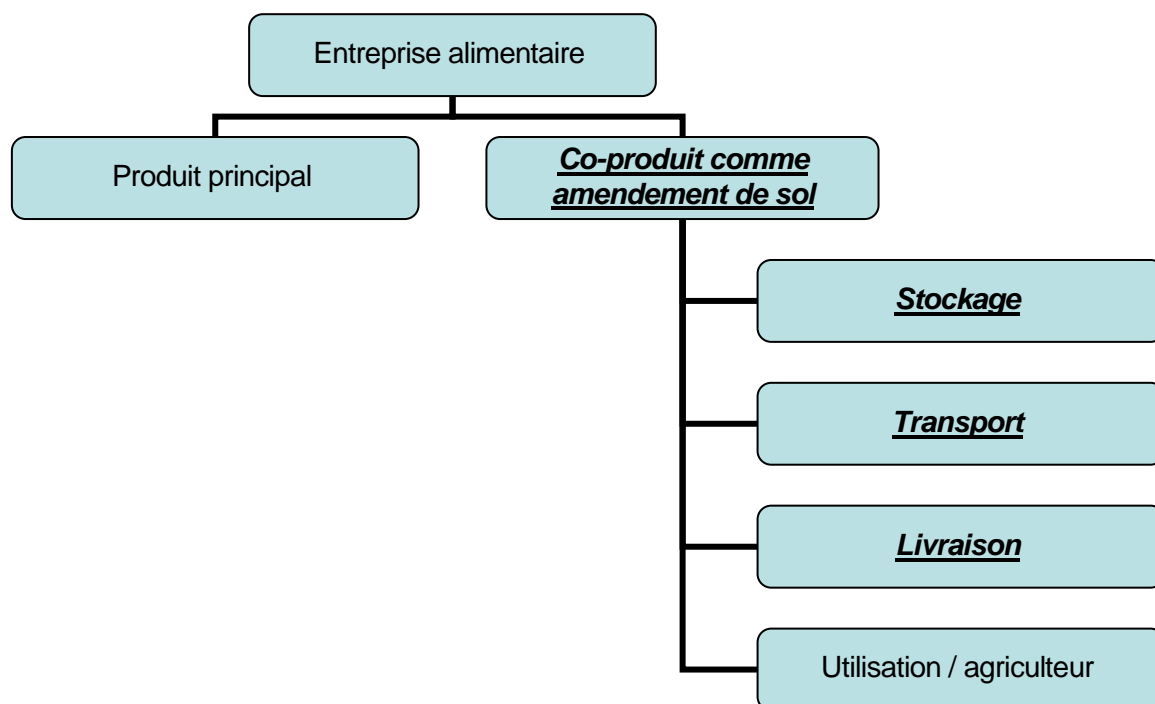 Entreprise alimentaire
Produit principal
Co-produit comme
amendement de sol
Stockage
Transport
Livraison
Utilisation / agriculteur